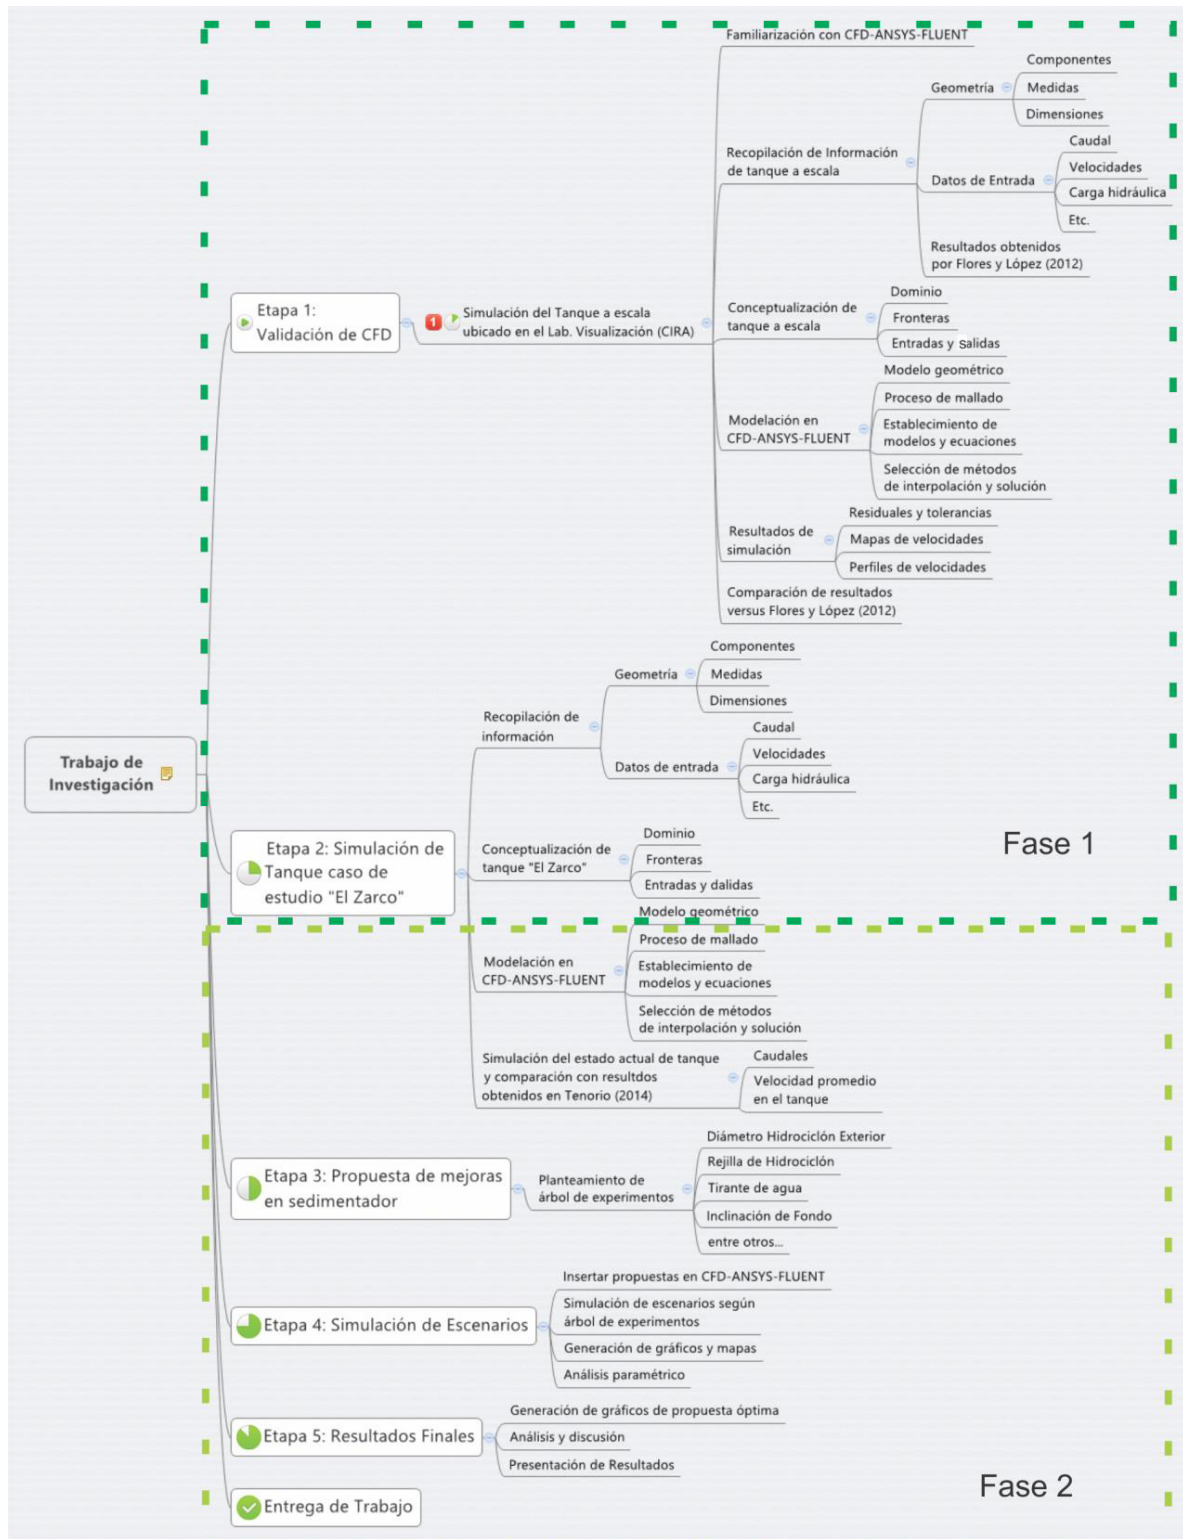 Trabajo de
Investigación
Etapa 1:
Validación de CFD
1
Simulación del Tanque a escala
ubicado en el Lab. Visualización (CIRA)
Familiarización con CFD-ANSYS-FLUENT
Recopilación de Información
de tanque a escala
Geometría
Componentes
Medidas
Dimensiones
Datos de Entrada
Caudal
Velocidades
Carga hidráulica
Etc.
Resultados obtenidos
por Flores y López (2012)
Conceptualización de
tanque a escala
Dominio
Fronteras
Entradas y salidas
Modelación en
CFD-ANSYS-FLUENT
Modelo geométrico
Proceso de mallado
Establecimiento de
modelos y ecuaciones
Selección de métodos
de interpolación y solución
Resultados de
simulación
Residuales y tolerancias
Mapas de velocidades
Perfiles de velocidades
Comparación de resultados
versus Flores y López (2012)
Etapa 2: Simulación de
Tanque caso de
estudio "El Zarco"
Recopilación de
información
Geometría
Componentes
Medidas
Dimensiones
Datos de entrada
Caudal
Velocidades
Carga hidráulica
Etc.
Conceptualización de
tanque "El Zarco"
Dominio
Fronteras
Entradas y dalidas
Fase 1
Modelación en
CFD-ANSYS-FLUENT
Modelo geométrico
Proceso de mallado
Establecimiento de
modelos y ecuaciones
Selección de métodos
de interpolación y solución
Simulación del estado actual de tanque
y comparación con resultdos
obtenidos en Tenorio (2014)
Caudales
Velocidad promedio
en el tanque
Etapa 3: Propuesta de mejoras
en sedimentador
Planteamiento de
árbol de experimentos
Diámetro Hidrociclón Exterior
Rejilla de Hidrociclón
Tirante de agua
Inclinación de Fondo
entre otros...
Etapa 4: Simulación de Escenarios
Insertar propuestas en CFD-ANSYS-FLUENT
Simulación de escenarios según
árbol de experimentos
Generación de gráficos y mapas
Análisis paramétrico
Etapa 5: Resultados Finales
Generación de gráficos de propuesta óptima
Análisis y discusión
Presentación de Resultados
Entrega de Trabajo
Fase 2